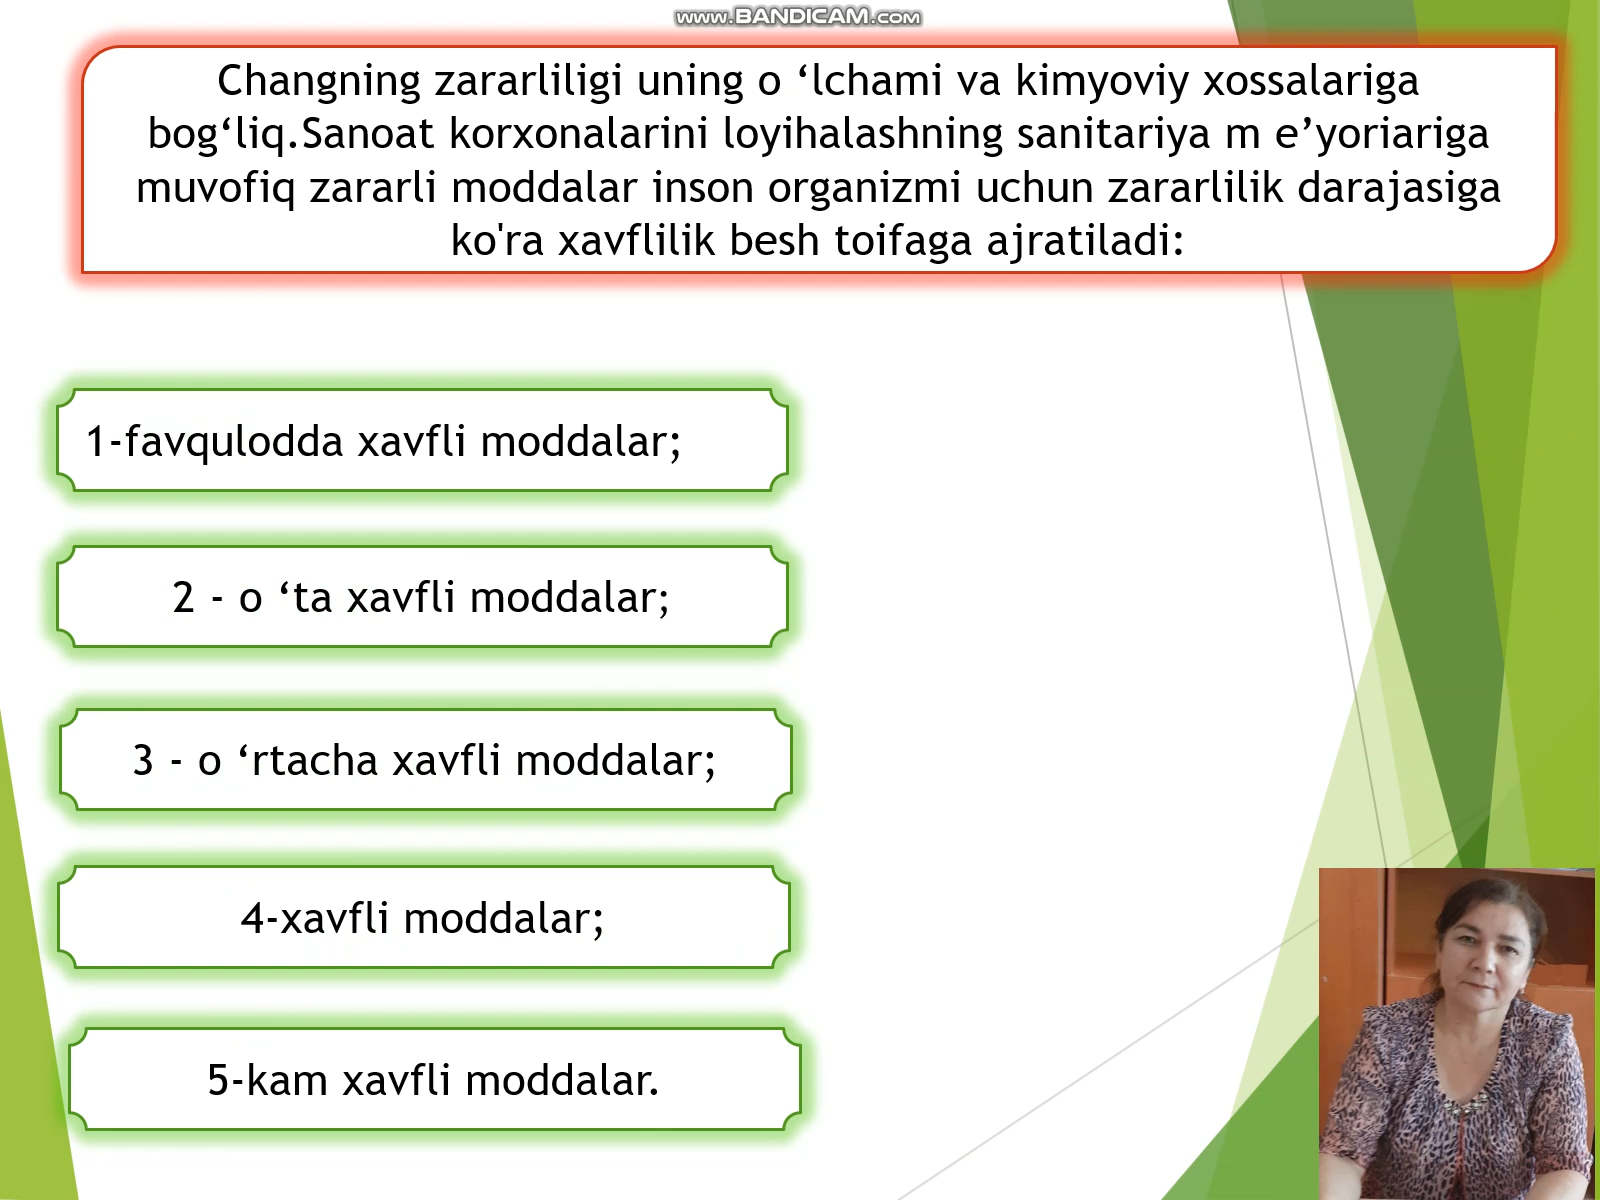 www.BANDICAM.com
Changning zararliligi uning o ‘lchami va kimyoviy xossalariga
bog‘liq.Sanoat korxonalarini loyihalashning sanitariya m e’yoriariga
muvofiq zararli moddalar inson organizmi uchun zararlilik darajasiga
ko'ra xavflilik besh toifaga ajratiladi:
1-favqulodda xavfli moddalar;
2 - o ‘ta xavfli moddalar;
3 - o ‘rtacha xavfli moddalar;
4-xavfli moddalar;
5-kam xavfli moddalar.